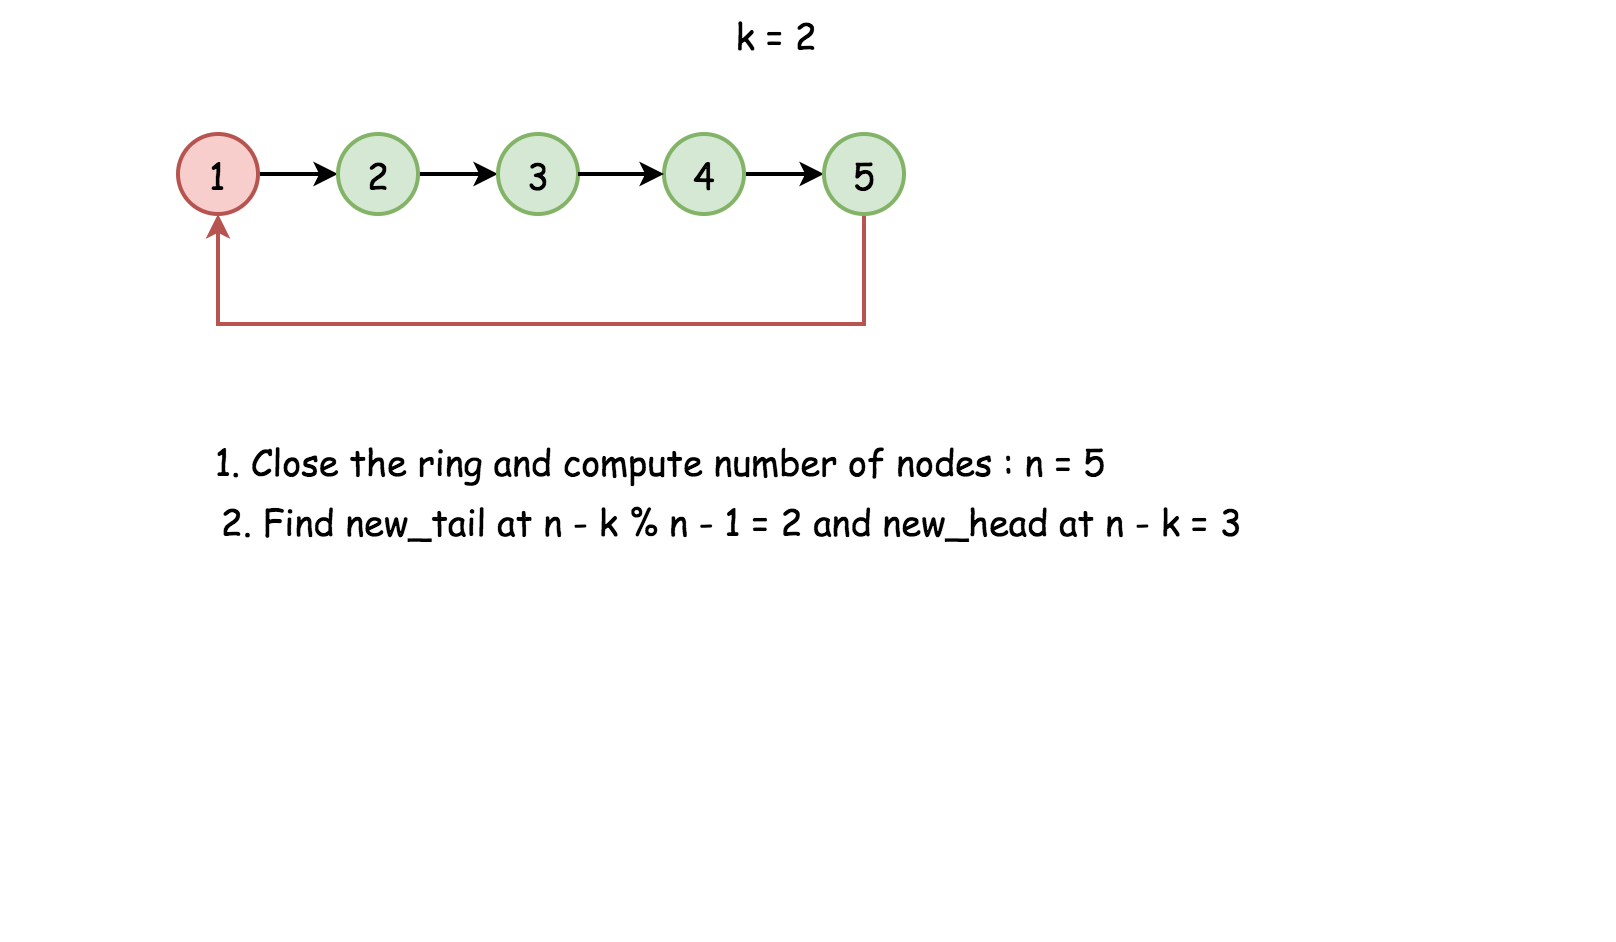 k = 2
1 2 3 4 5
1. Close the ring and compute number of nodes : n = 5
2. Find new_tail at n - k % n - 1 = 2 and new_head at n - k = 3